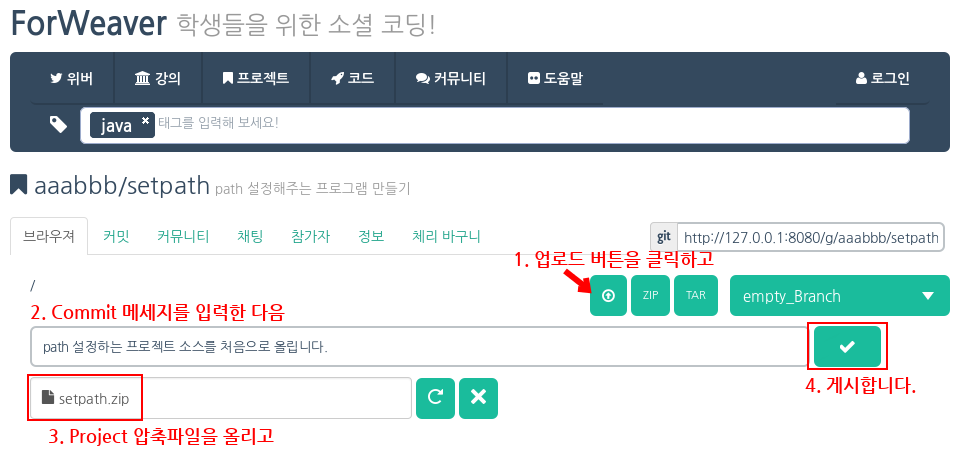 ForWeaver 학생들을 위한 소셜 코딩!
위버 강의 프로젝트 코드 커뮤니티 도움말 로그인
java 태그를 입력해 보세요!
aaabbb/setpath path 설정해주는 프로그램 만들기
브라우져 커밋 커뮤니티 채팅 참가자 정보 체리 바구니
git http://127.0.0.1:8080/g/aaabbb/setpath
1. 업로드 버튼을 클릭하고
/
ZIP TAR empty_Branch
2. Commit 메세지를 입력한 다음
path 설정하는 프로젝트 소스를 처음으로 올립니다.
4. 게시합니다.
setpath.zip
3. Project 압축파일을 올리고